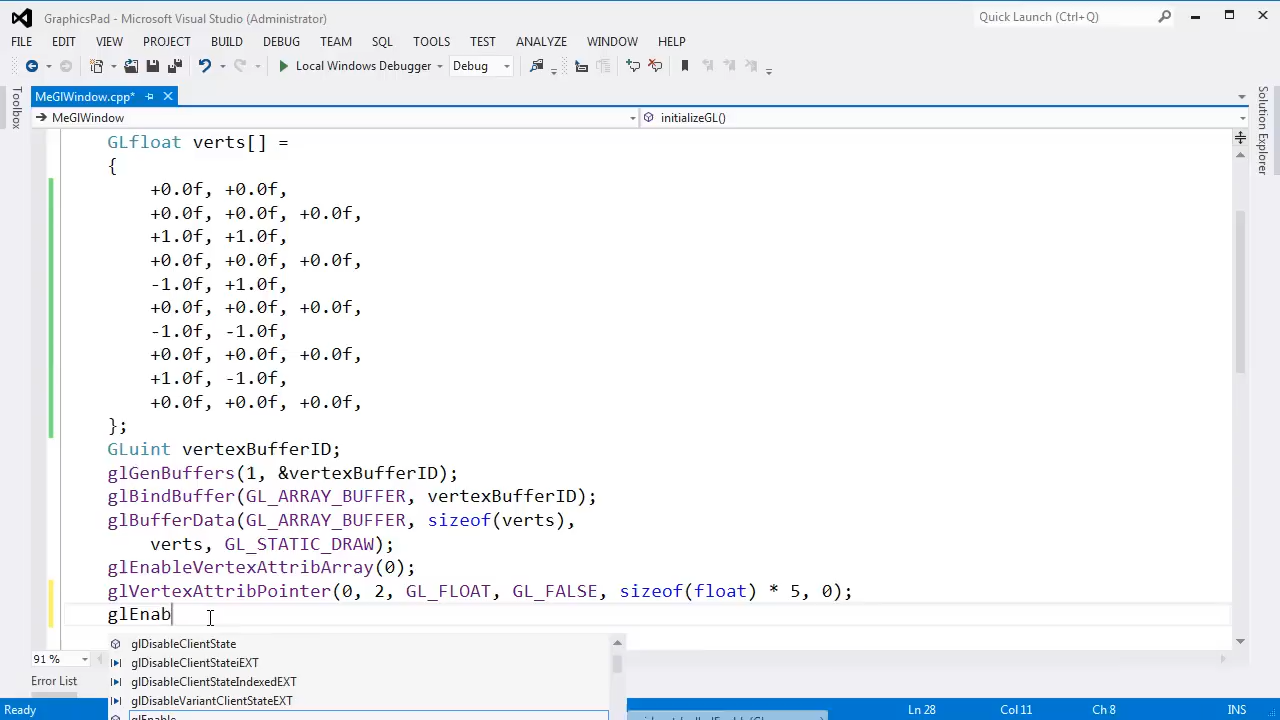 GraphicsPad - Microsoft Visual Studio (Administrator)
Quick Launch (Ctrl+Q)
FILE EDIT VIEW PROJECT BUILD DEBUG TEAM SQL TOOLS TEST ANALYZE WINDOW HELP
Local Windows Debugger Debug
MeGlWindow.cpp*
MeGlWindow initializeGL()
Toolbox
Solution Explorer
GLfloat verts[] =
{
+0.0f, +0.0f,
+0.0f, +0.0f, +0.0f,
+1.0f, +1.0f,
+0.0f, +0.0f, +0.0f,
-1.0f, +1.0f,
+0.0f, +0.0f, +0.0f,
-1.0f, -1.0f,
+0.0f, +0.0f, +0.0f,
+1.0f, -1.0f,
+0.0f, +0.0f, +0.0f,
};
GLuint vertexBufferID;
glGenBuffers(1, &vertexBufferID);
glBindBuffer(GL_ARRAY_BUFFER, vertexBufferID);
glBufferData(GL_ARRAY_BUFFER, sizeof(verts),
verts, GL_STATIC_DRAW);
glEnableVertexAttribArray(0);
glVertexAttribPointer(0, 2, GL_FLOAT, GL_FALSE, sizeof(float) * 5, 0);
glEnab
glDisableClientState
glDisableClientStateiEXT
glDisableClientStateIndexedEXT
glDisableVariantClientStateEXT
glEnable
91 %
Error List
Ready Ln 28 Col 11 Ch 8 INS